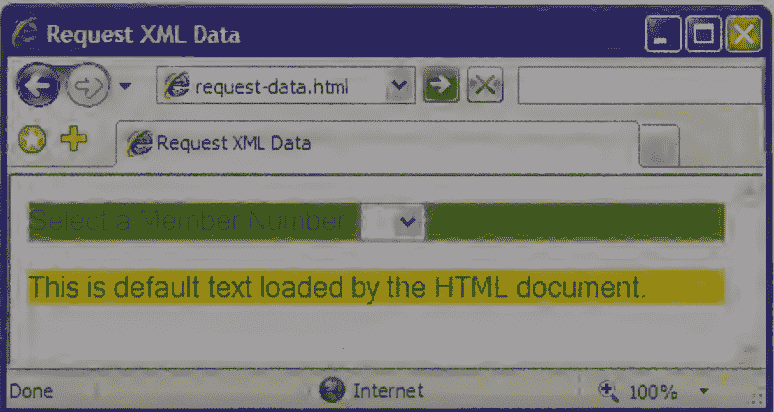 Request XML Data
request-data.html
Request XML Data
Select a Member Number
This is default text loaded by the HTML document.
Done Internet 100%